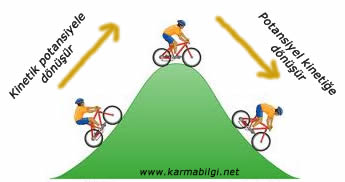 Kinetik potansiyele
dönüşür
Potansiyel kinetiğe
dönüşür
www.karmabilgi.net